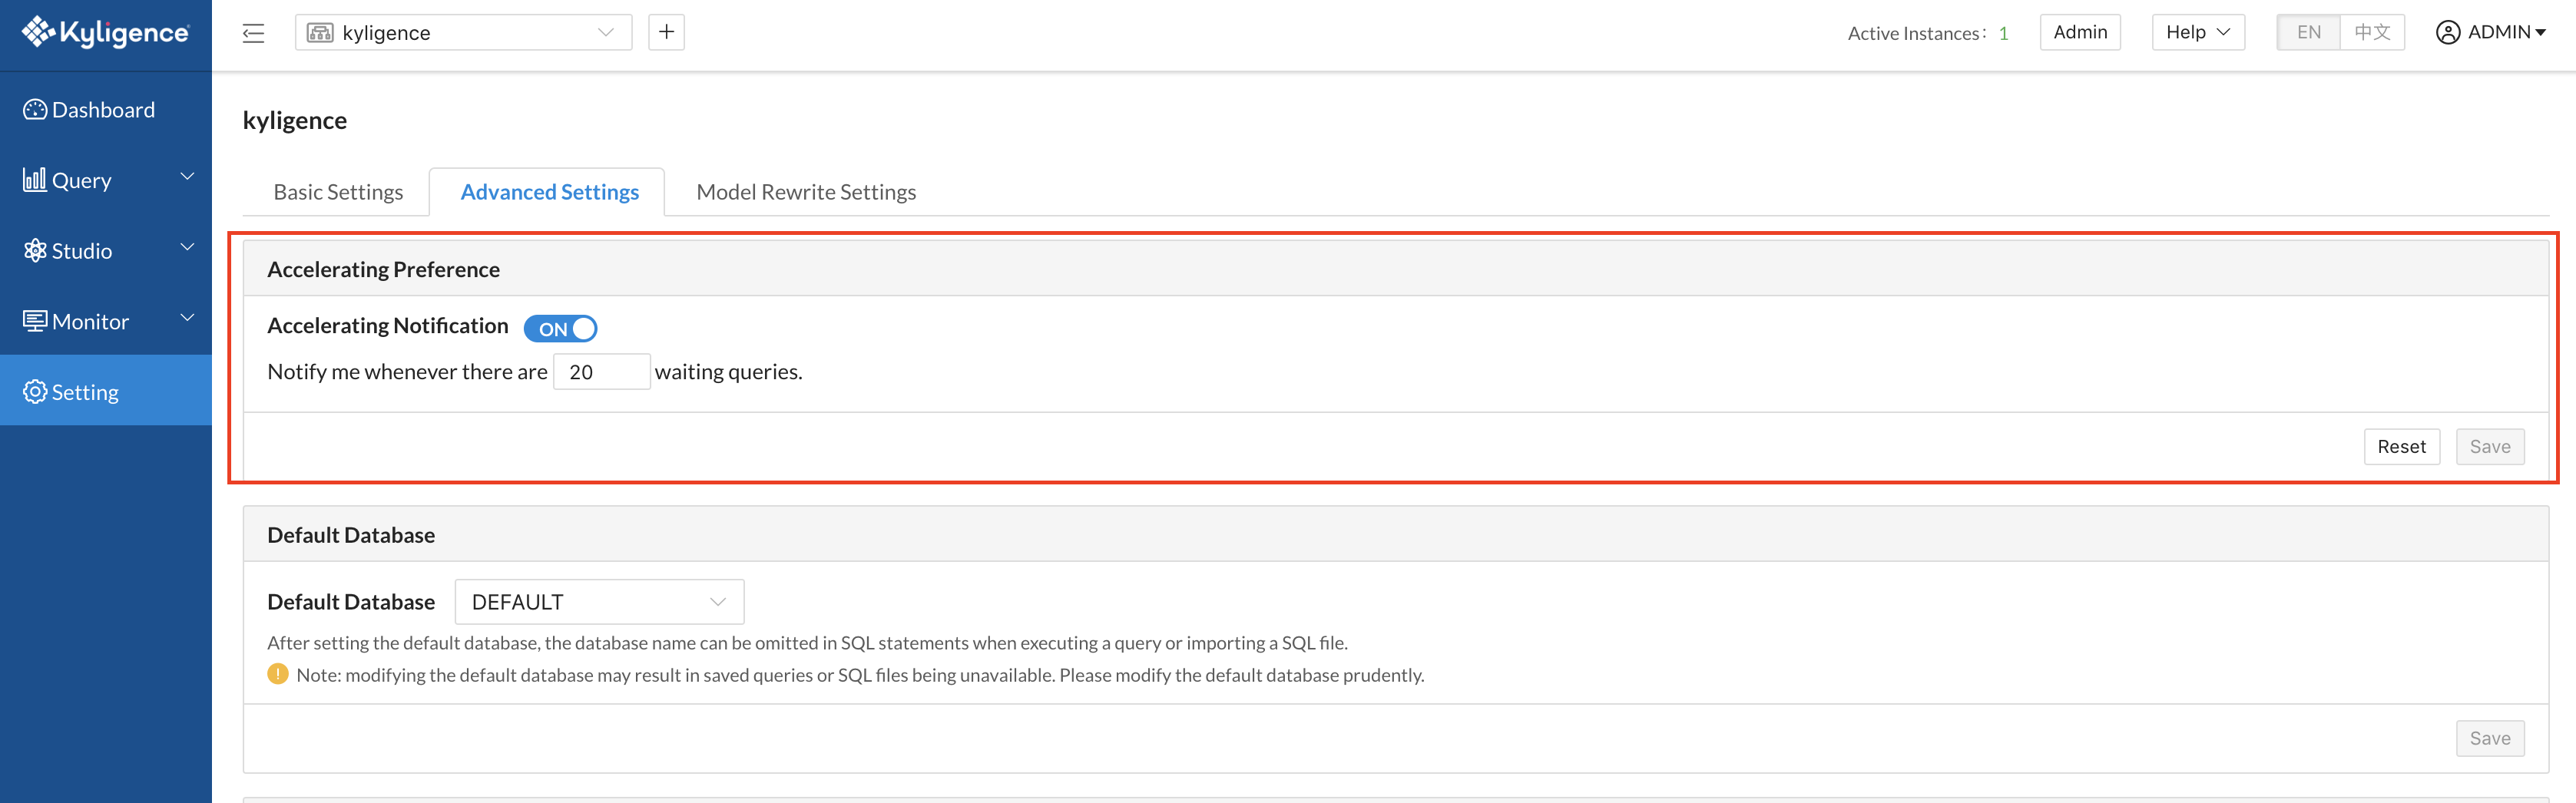 Kyligence
kyligence
+
Active Instances: 1
Admin
Help
EN
中文
ADMIN
Dashboard
Query
Studio
Monitor
Setting
kyligence
Basic Settings
Advanced Settings
Model Rewrite Settings
Accelerating Preference
Accelerating Notification ON
Notify me whenever there are 20 waiting queries.
Reset
Save
Default Database
Default Database DEFAULT
After setting the default database, the database name can be omitted in SQL statements when executing a query or importing a SQL file.
Note: modifying the default database may result in saved queries or SQL files being unavailable. Please modify the default database prudently.
Save